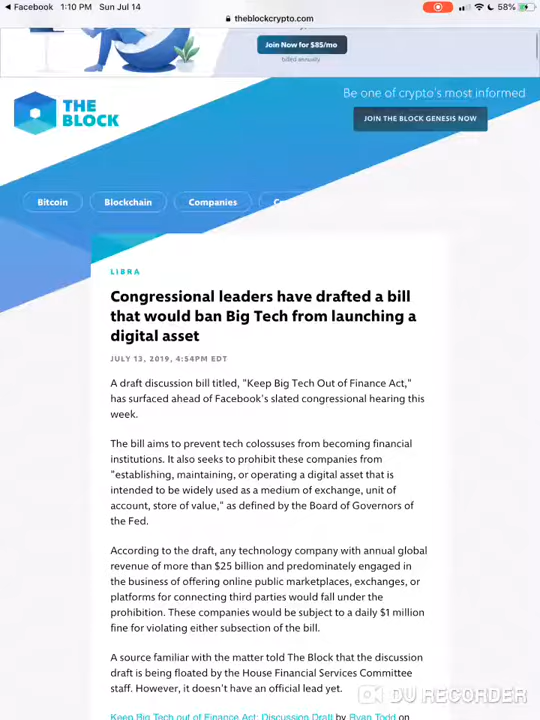 Facebook 1:10 PM Sun Jul 14 58%
theblockcrypto.com
Join Now for $85/mo
billed annually
Be one of crypto's most informed
THE
BLOCK
JOIN THE BLOCK GENESIS NOW
Bitcoin Blockchain Companies
LIBRA
Congressional leaders have drafted a bill
that would ban Big Tech from launching a
digital asset
JULY 13, 2019, 4:54PM EDT
A draft discussion bill titled, "Keep Big Tech Out of Finance Act,"
has surfaced ahead of Facebook's slated congressional hearing this
week.
The bill aims to prevent tech colossuses from becoming financial
institutions. It also seeks to prohibit these companies from
"establishing, maintaining, or operating a digital asset that is
intended to be widely used as a medium of exchange, unit of
account, store of value," as defined by the Board of Governors of
the Fed.
According to the draft, any technology company with annual global
revenue of more than $25 billion and predominately engaged in
the business of offering online public marketplaces, exchanges, or
platforms for connecting third parties would fall under the
prohibition. These companies would be subject to a daily $1 million
fine for violating either subsection of the bill.
A source familiar with the matter told The Block that the discussion
draft is being floated by the House Financial Services Committee
staff. However, it doesn't have an official lead yet.
DU RECORDER
Keep Big Tech out of Finance Act: Discussion Draft by Ryan Todd on